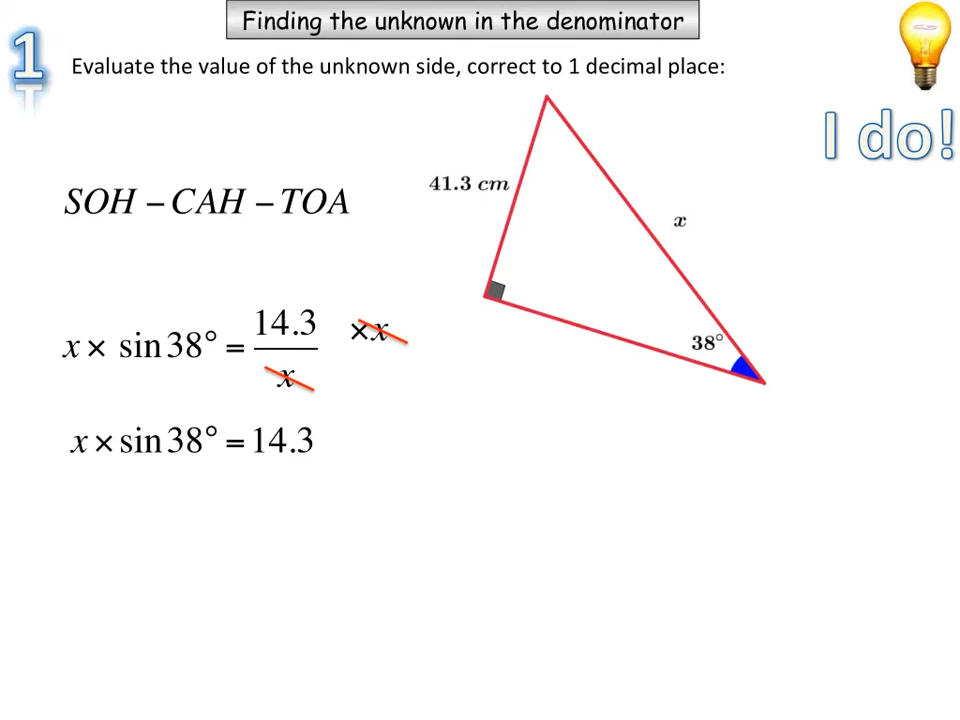 Finding the unknown in the denominator
1
Evaluate the value of the unknown side, correct to 1 decimal place:
I do!
41.3 cm
SOH – CAH – TOA
x
x × sin 38° = 14.3 / x × x
38°
x × sin 38° = 14.3